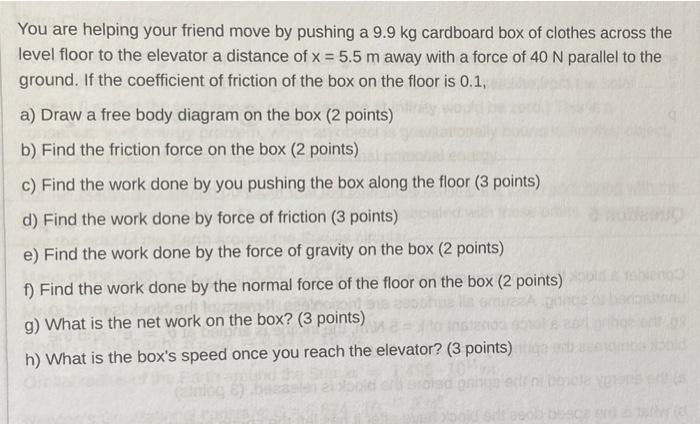 You are helping your friend move by pushing a 9.9 kg cardboard box of clothes across the
level floor to the elevator a distance of x = 5.5 m away with a force of 40 N parallel to the
ground. If the coefficient of friction of the box on the floor is 0.1,
a) Draw a free body diagram on the box (2 points)
b) Find the friction force on the box (2 points)
c) Find the work done by you pushing the box along the floor (3 points)
d) Find the work done by force of friction (3 points)
e) Find the work done by the force of gravity on the box (2 points)
f) Find the work done by the normal force of the floor on the box (2 points)
g) What is the net work on the box? (3 points)
h) What is the box's speed once you reach the elevator? (3 points)